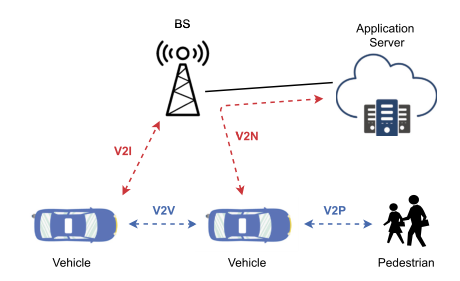 BS
Application
Server
V2I
V2N
V2V
V2P
Vehicle
Vehicle
Pedestrian